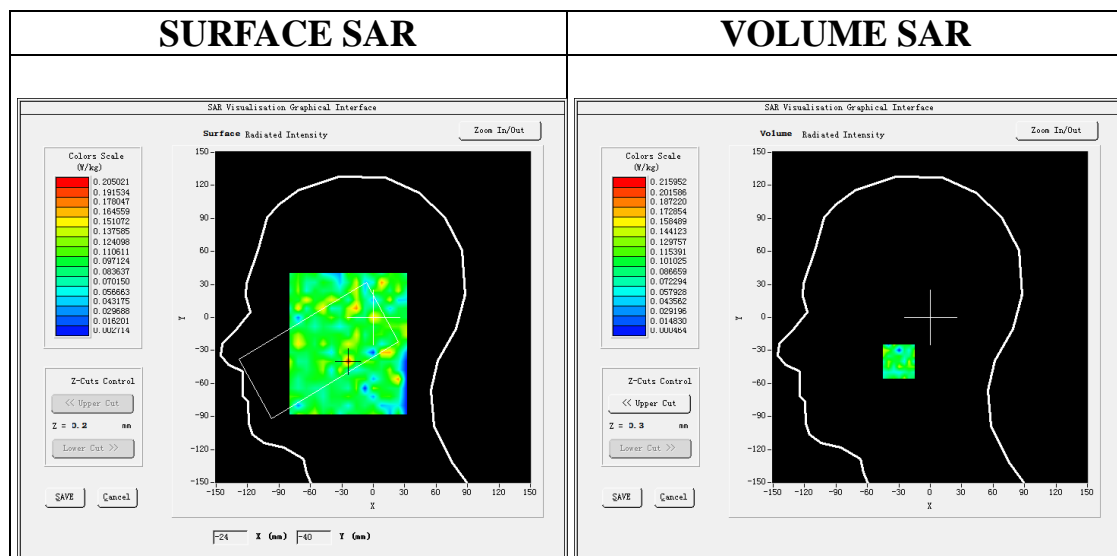 SURFACE SAR
VOLUME SAR
SAR Visualisation Graphical Interface
Surface Radiated Intensity
Zoom In/Out
Colors Scale
(W/kg)
0.205021
0.191534
0.178047
0.164559
0.151072
0.137585
0.124098
0.110611
0.097124
0.083637
0.070150
0.056663
0.043175
0.029688
0.016201
0.002714
150
120
90
60
30
0
-30
-60
-90
-120
-150
Y
-150 -120 -90 -60 -30 0 30 60 90 120 150
X
Z-Cuts Control
<< Upper Cut
Z = 0.2 mm
Lower Cut >>
SAVE Cancel
-24 X (mm) -40 Y (mm)
SAR Visualisation Graphical Interface
Volume Radiated Intensity
Zoom In/Out
Colors Scale
(W/kg)
0.215952
0.201586
0.187220
0.172854
0.158489
0.144123
0.129757
0.115391
0.101025
0.086659
0.072294
0.057928
0.043562
0.029196
0.014830
0.000464
150
120
90
60
30
0
-30
-60
-90
-120
-150
Y
-150 -120 -90 -60 -30 0 30 60 90 120 150
X
Z-Cuts Control
<< Upper Cut
Z = 0.3 mm
Lower Cut >>
SAVE Cancel